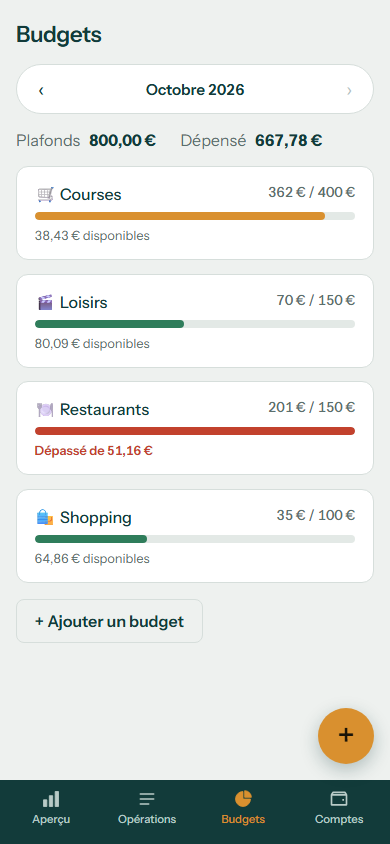 Budgets
‹ Octobre 2026 ›
Plafonds 800,00 € Dépensé 667,78 €
Courses 362 € / 400 €
38,43 € disponibles
Loisirs 70 € / 150 €
80,09 € disponibles
Restaurants 201 € / 150 €
Dépassé de 51,16 €
Shopping 35 € / 100 €
64,86 € disponibles
+ Ajouter un budget
+
Aperçu Opérations Budgets Comptes